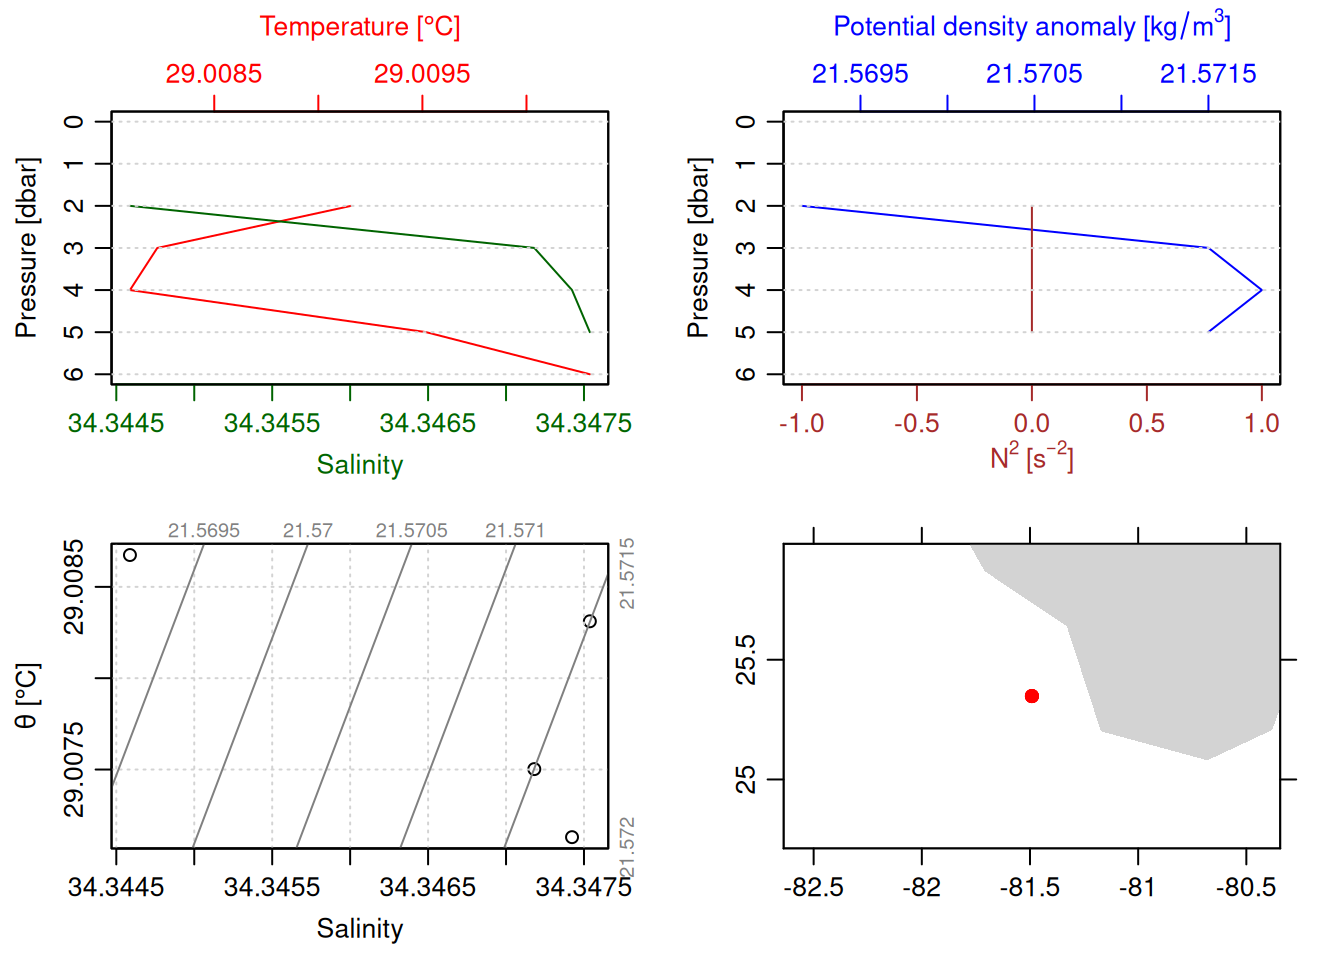 Temperature [°C]
29.0085 29.0095
Pressure [dbar]
0
1
2
3
4
5
6
34.3445 34.3455 34.3465 34.3475
Salinity
Potential density anomaly [kg/m³]
21.5695 21.5705 21.5715
Pressure [dbar]
0
1
2
3
4
5
6
-1.0 -0.5 0.0 0.5 1.0
N² [s⁻²]
21.5695 21.57 21.5705 21.571
21.5715
21.572
θ [°C]
29.0085
29.0075
34.3445 34.3455 34.3465 34.3475
Salinity
25.5
25
-82.5 -82 -81.5 -81 -80.5